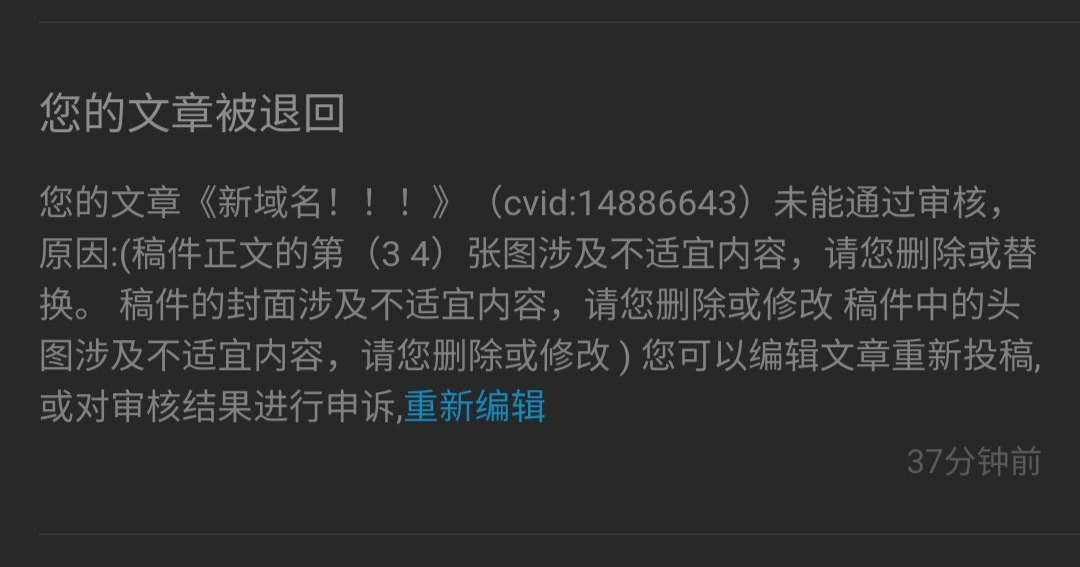 您的文章被退回
您的文章《新域名！！！》（cvid:14886643）未能通过审核，
原因:(稿件正文的第（3 4）张图涉及不适宜内容，请您删除或替
换。 稿件的封面涉及不适宜内容，请您删除或修改 稿件中的头
图涉及不适宜内容，请您删除或修改 ) 您可以编辑文章重新投稿,
或对审核结果进行申诉,重新编辑
37分钟前